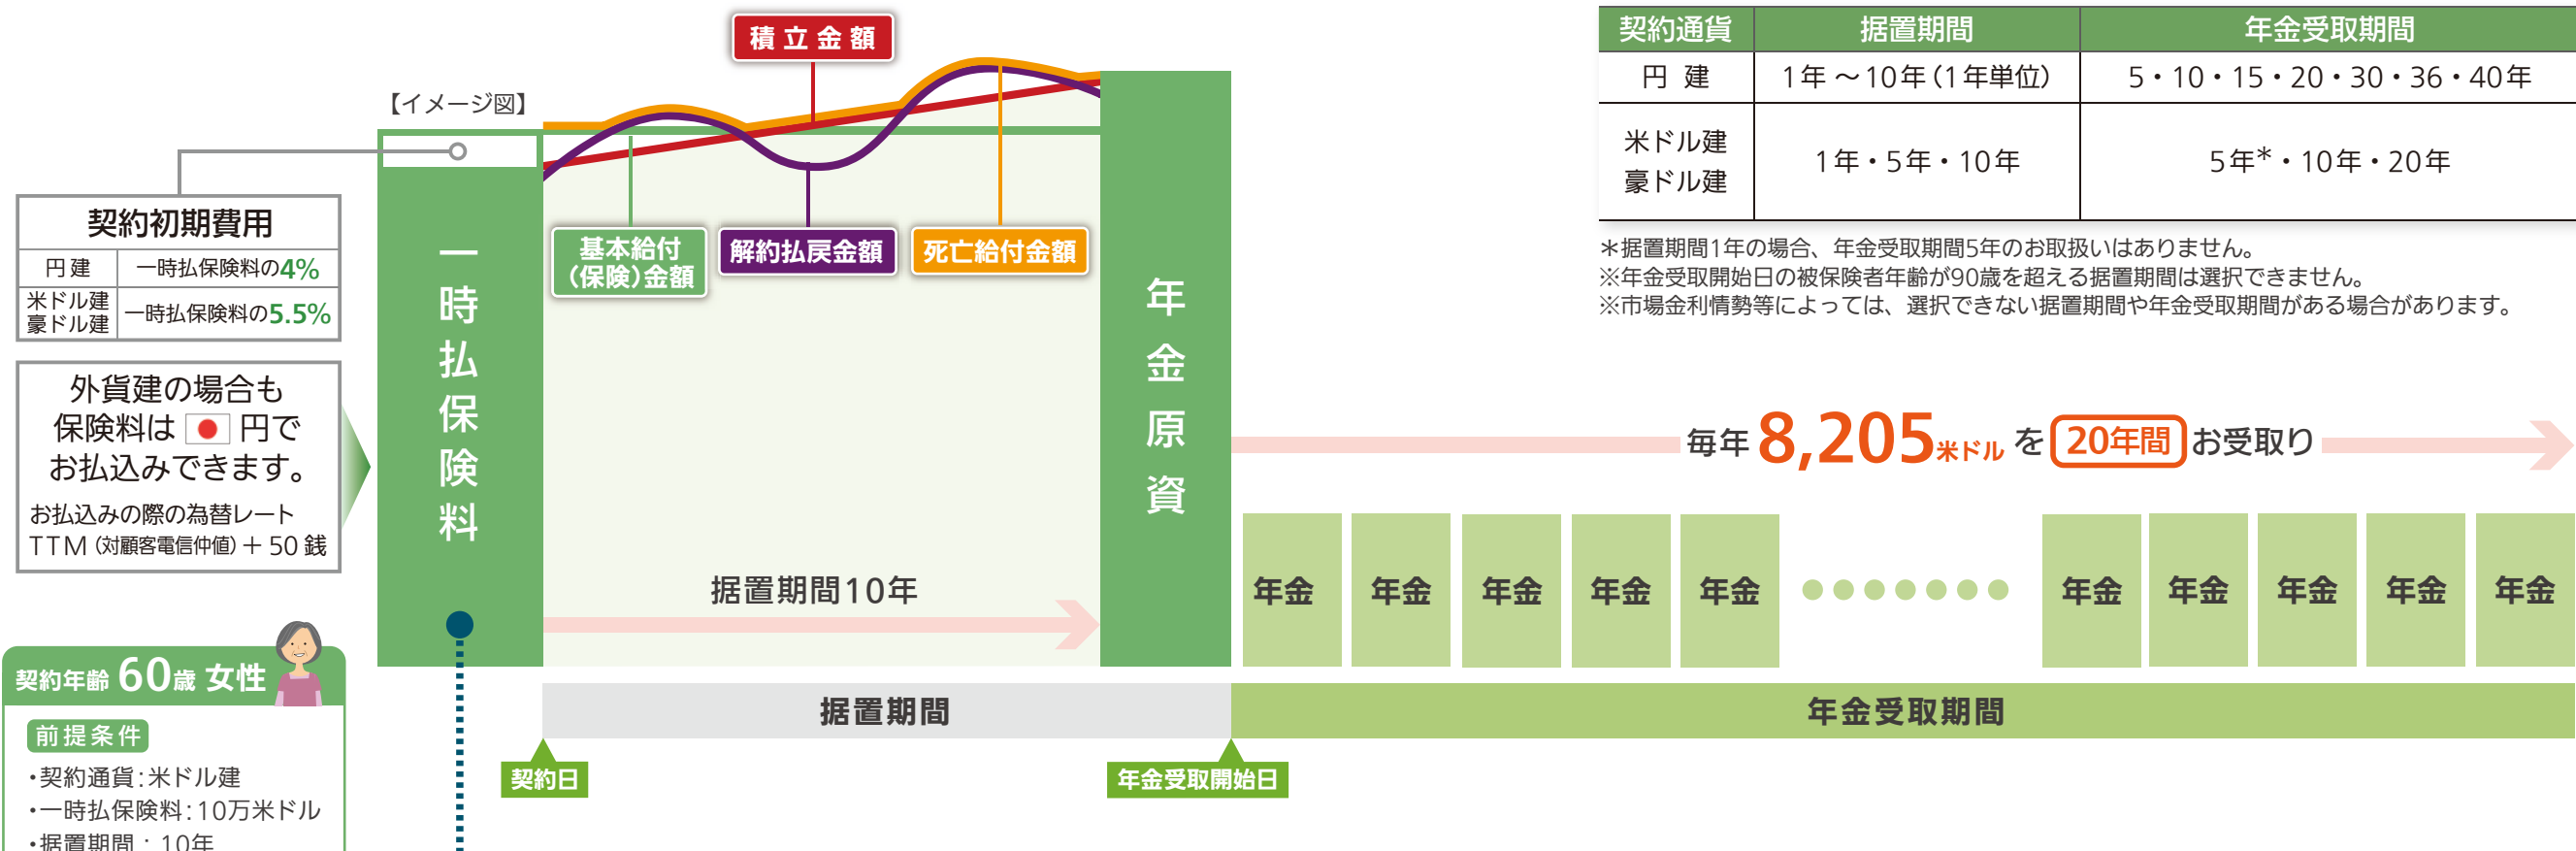 【イメージ図】
積立金額
基本給付
（保険）金額
解約払戻金額
死亡給付金額
契約初期費用
円建 一時払保険料の4%
米ドル建
豪ドル建
一時払保険料の5.5%
外貨建の場合も
保険料は 円で
お払込みできます。
お払込みの際の為替レート
TTM（対顧客電信仲値）＋50銭
一時払保険料
据置期間10年
年金原資
契約通貨 据置期間 年金受取期間
円建 1年～10年（1年単位） 5・10・15・20・30・36・40年
米ドル建
豪ドル建
1年・5年・10年 5年＊・10年・20年
＊据置期間1年の場合、年金受取期間5年のお取扱いはありません。
※年金受取開始日の被保険者年齢が90歳を超える据置期間は選択できません。
※市場金利情勢等によっては、選択できない据置期間や年金受取期間がある場合があります。
毎年8,205米ドルを20年間お受取り
年金 年金 年金 年金 年金 ●●●●●●● 年金 年金 年金 年金 年金
据置期間 年金受取期間
契約日 年金受取開始日
契約年齢60歳 女性
前提条件
・契約通貨：米ドル建
・一時払保険料：10万米ドル
・据置期間：10年